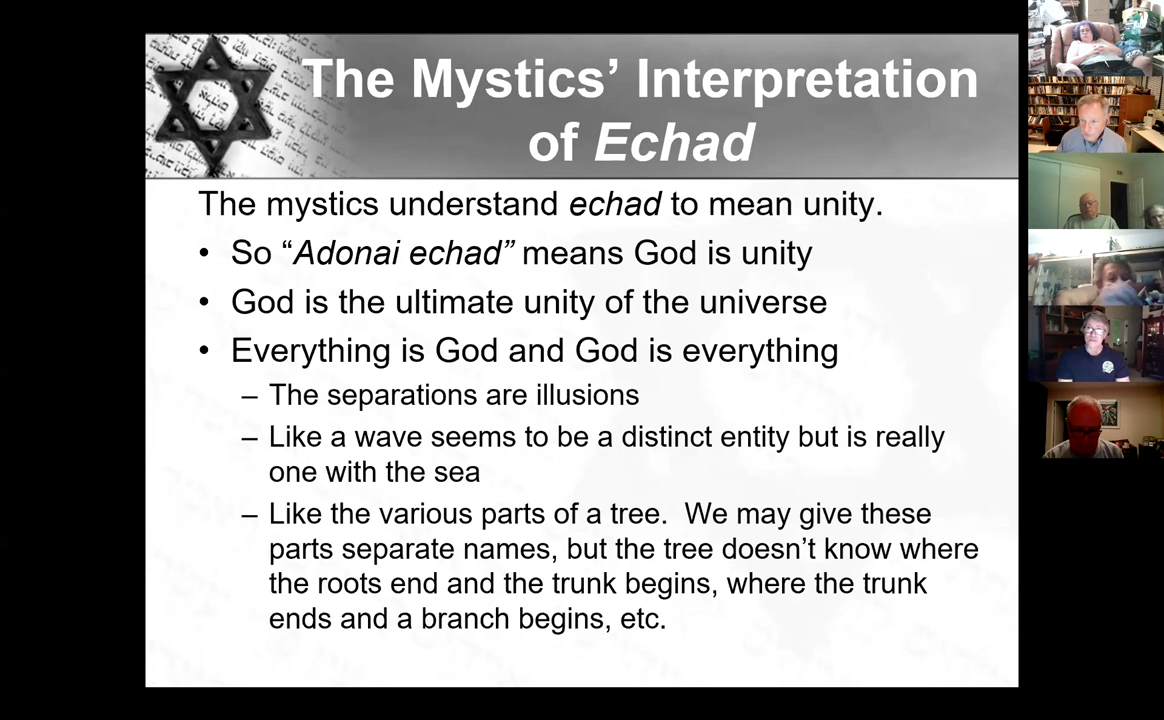 The Mystics’ Interpretation
of Echad
The mystics understand echad to mean unity.
• So “Adonai echad” means God is unity
• God is the ultimate unity of the universe
• Everything is God and God is everything
– The separations are illusions
– Like a wave seems to be a distinct entity but is really
one with the sea
– Like the various parts of a tree.  We may give these
parts separate names, but the tree doesn’t know where
the roots end and the trunk begins, where the trunk
ends and a branch begins, etc.